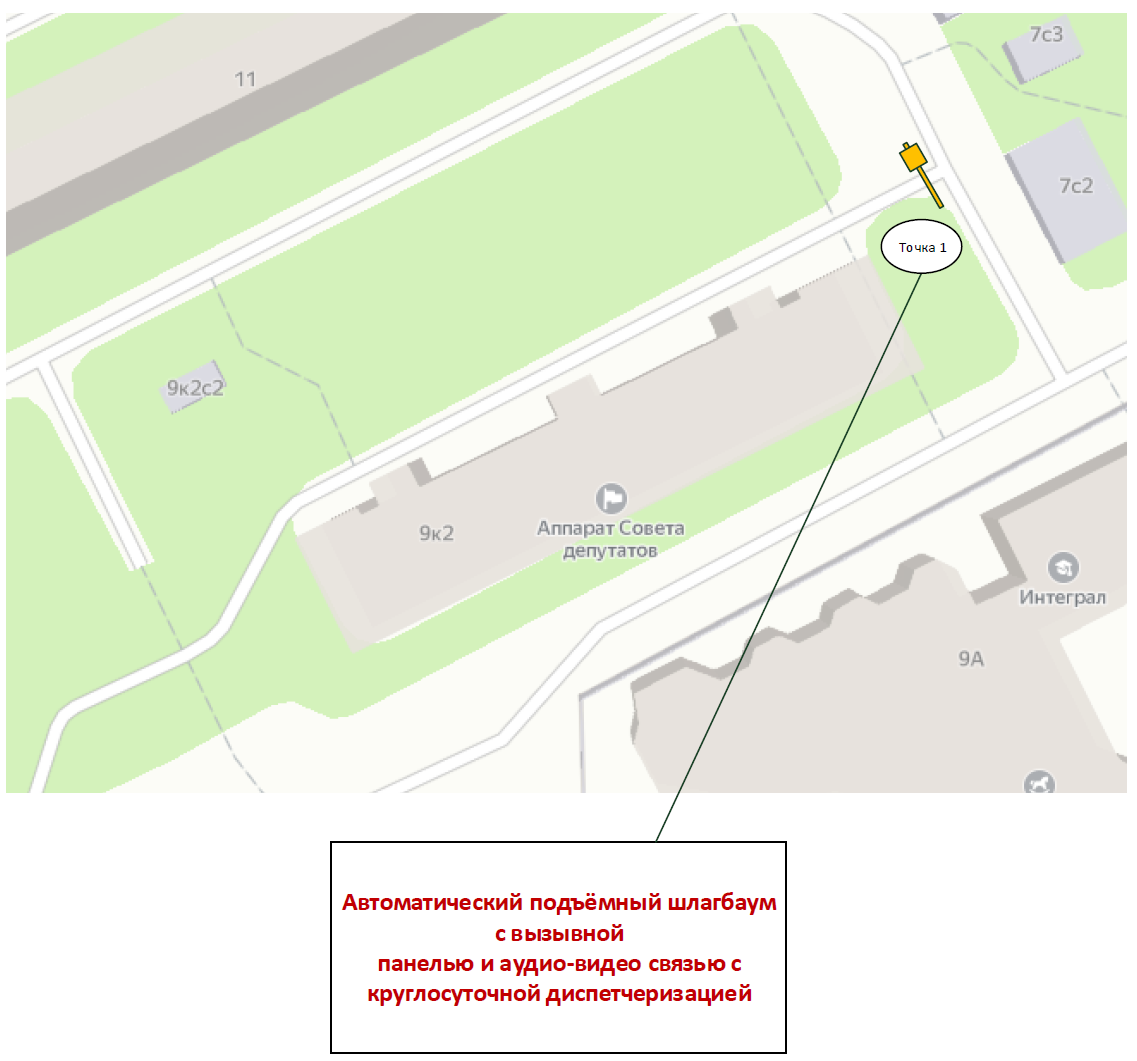 7с3
11
7с2
Точка 1
9к2с2
Аппарат Совета
депутатов
9к2
Интеграл
9А
Автоматический подъёмный шлагбаум
с вызывной
панелью и аудио-видео связью с
круглосуточной диспетчеризацией